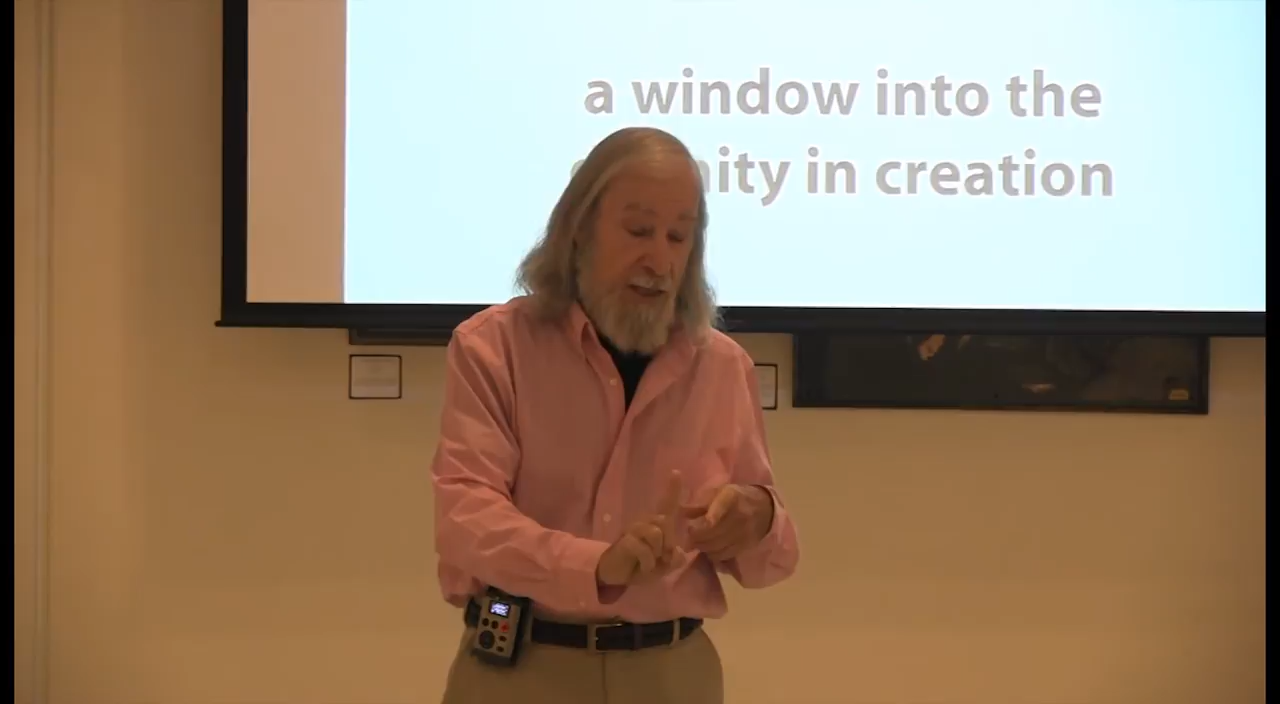 a window into the
in creation